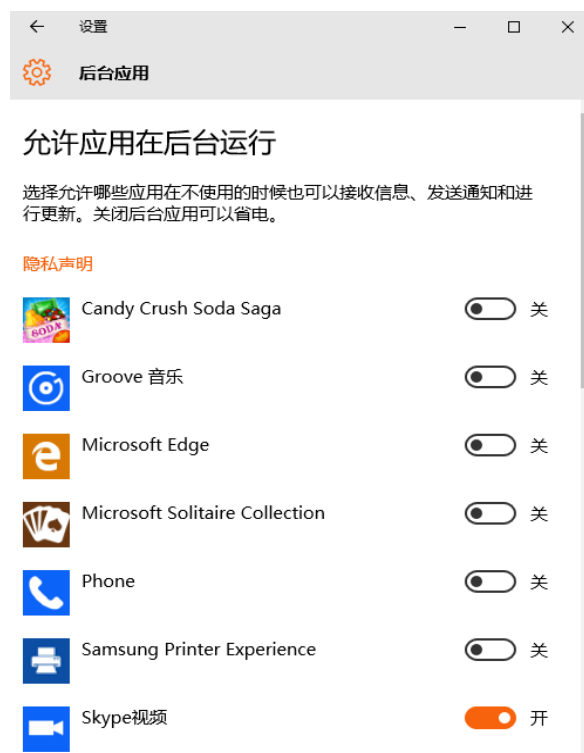 设置
后台应用
允许应用在后台运行
选择允许哪些应用在不使用的时候也可以接收信息、发送通知和进
行更新。关闭后台应用可以省电。
隐私声明
SODA
Candy Crush Soda Saga 关
Groove 音乐 关
Microsoft Edge 关
Microsoft Solitaire Collection 关
Phone 关
Samsung Printer Experience 关
Skype视频 开